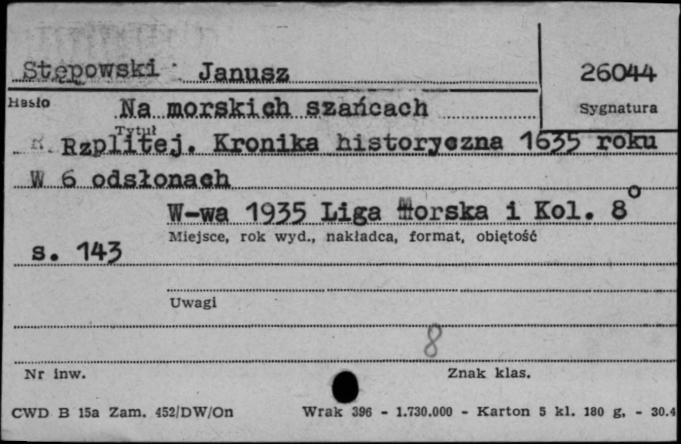 Stępowski Janusz
26044
Hasło
Na morskich szańcach
Sygnatura
Tytuł
R. Rzplitej. Kronika historyczna 1635 roku
W 6 odsłonach
W-wa 1935 Liga Morska i Kol. 8°
Miejsce, rok wyd., nakładca, format, objętość
s. 143
Uwagi
8
Nr inw.
Znak klas.
CWD B 15a Zam. 452/DW/On
Wrak 396 - 1.730.000 - Karton 5 kl. 180 g, - 30.4